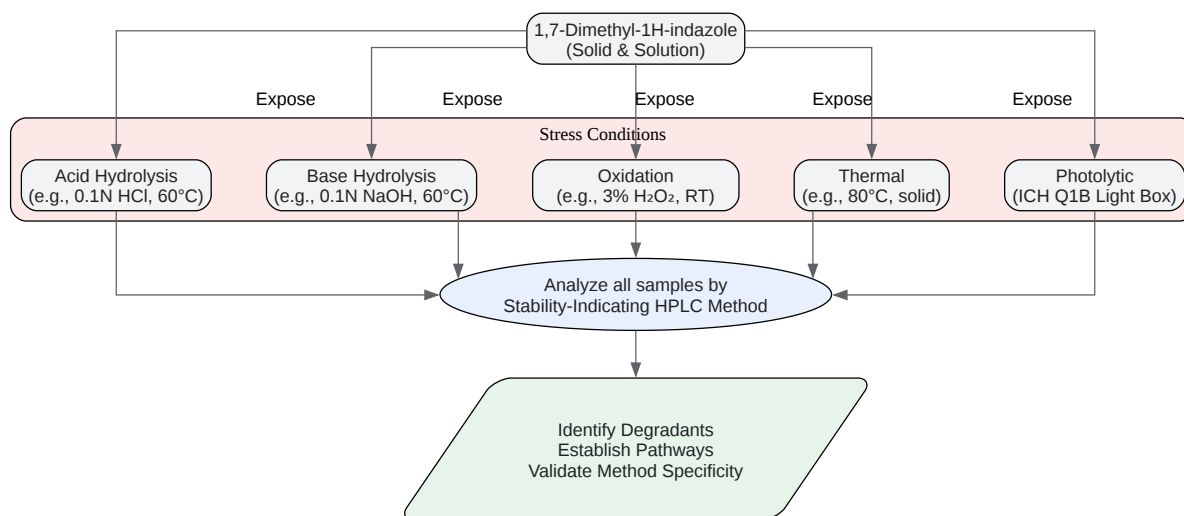 1,7-Dimethyl-1H-indazole
(Solid & Solution)
Expose
Expose
Expose
Expose
Expose
Stress Conditions
Acid Hydrolysis
(e.g., 0.1N HCl, 60°C)
Base Hydrolysis
(e.g., 0.1N NaOH, 60°C)
Oxidation
(e.g., 3% H₂O₂, RT)
Thermal
(e.g., 80°C, solid)
Photolytic
(ICH Q1B Light Box)
Analyze all samples by
Stability-Indicating HPLC Method
Identify Degradants
Establish Pathways
Validate Method Specificity